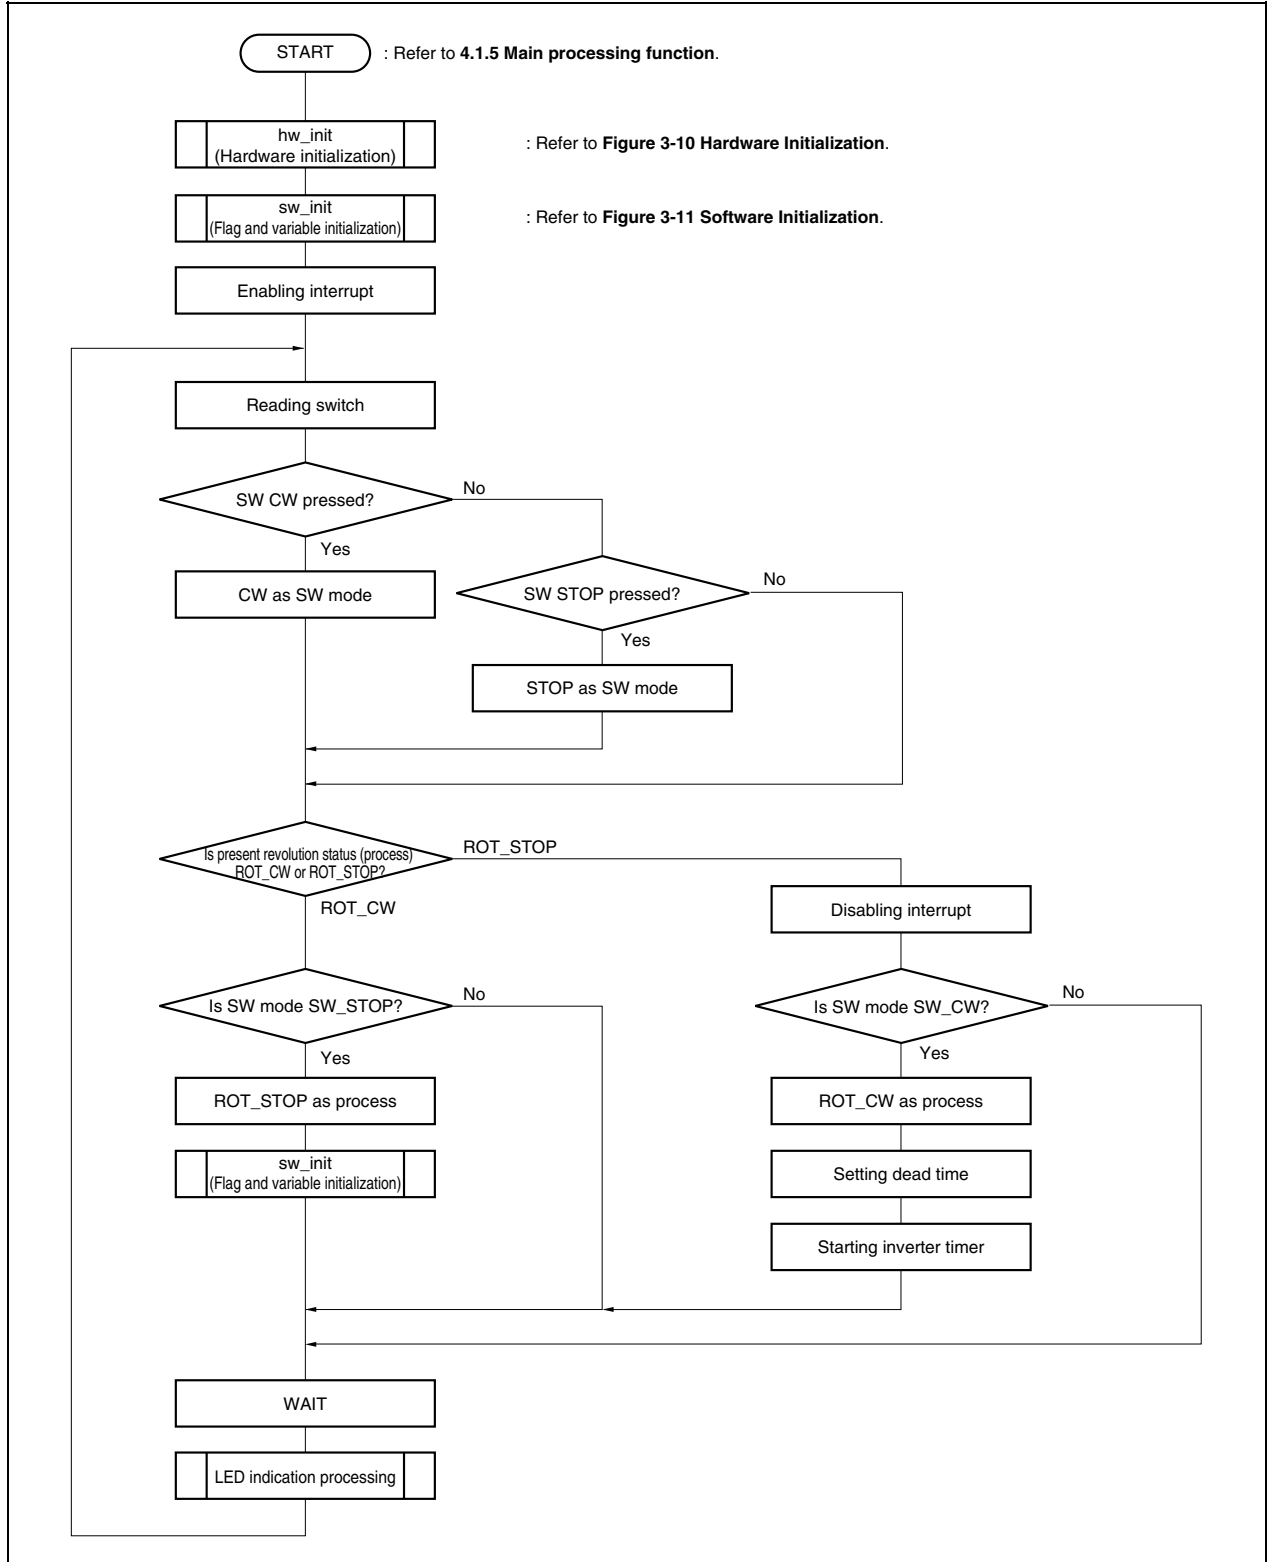 START : Refer to 4.1.5 Main processing function.
hw_init
(Hardware initialization)
: Refer to Figure 3-10 Hardware Initialization.
sw_init
(Flag and variable initialization)
: Refer to Figure 3-11 Software Initialization.
Enabling interrupt
Reading switch
SW CW pressed?
No
Yes
CW as SW mode
SW STOP pressed?
No
Yes
STOP as SW mode
Is present revolution status (process)
ROT_CW or ROT_STOP?
ROT_STOP
ROT_CW
Disabling interrupt
Is SW mode SW_STOP?
No
Yes
Is SW mode SW_CW?
No
Yes
ROT_STOP as process
ROT_CW as process
sw_init
(Flag and variable initialization)
Setting dead time
Starting inverter timer
WAIT
LED indication processing